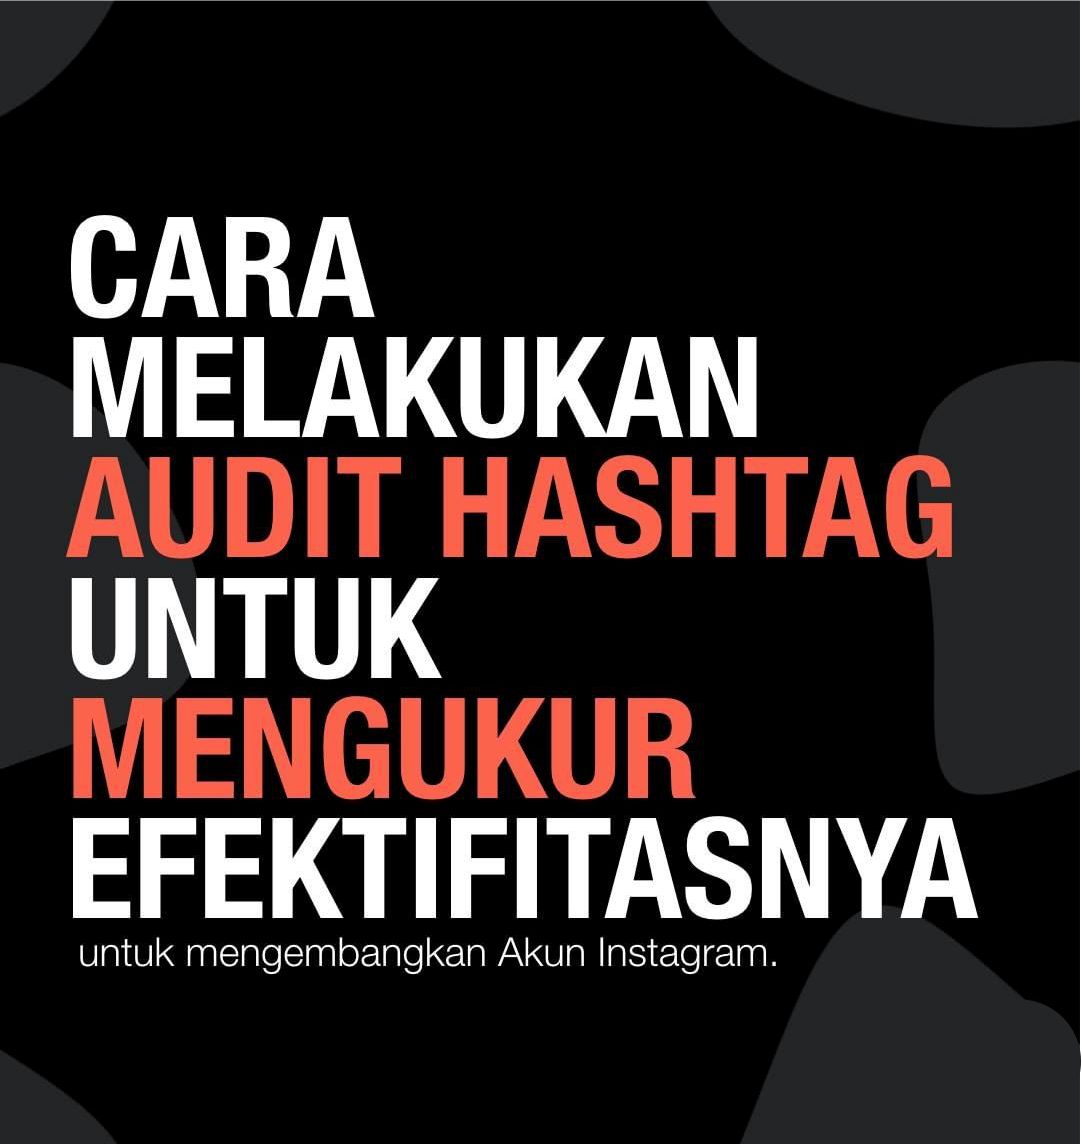 CARA
MELAKUKAN
AUDIT HASHTAG
UNTUK
MENGUKUR
EFEKTIFITASNYA
untuk mengembangkan Akun Instagram.